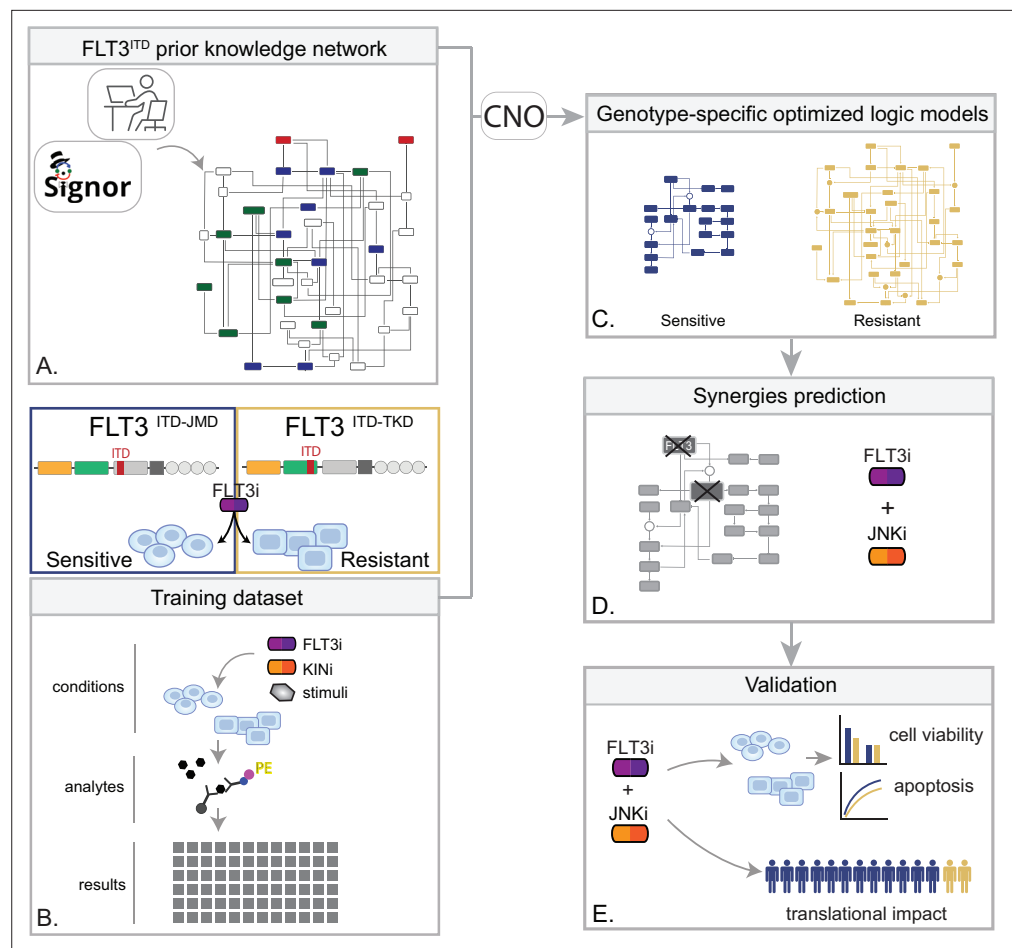 FLT3ITD prior knowledge network
Signor
A.
CNO
FLT3 ITD-JMD
ITD
FLT3 ITD-TKD
ITD
FLT3i
Sensitive
Resistant
Training dataset
FLT3i
KINi
stimuli
conditions
PE
analytes
results
B.
Genotype-specific optimized logic models
Sensitive
Resistant
C.
Synergies prediction
FLT3
FLT3i
+
JNKi
D.
Validation
FLT3i
+
JNKi
cell viability
apoptosis
translational impact
E.